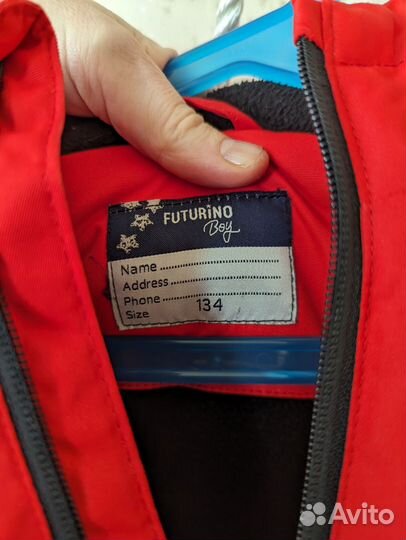 FUTURiNO
Boy
Name
Address
Phone
Size 134
Avito